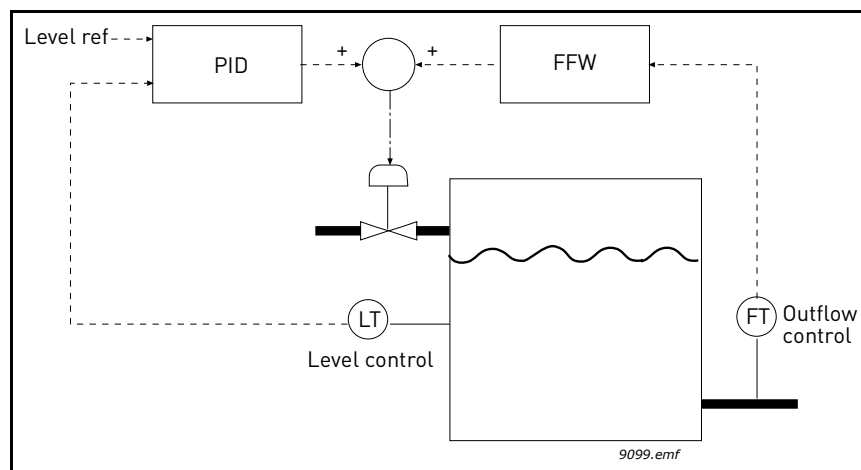 Level ref
PID
+
+
FFW
LT
Level control
FT
Outflow
control
9099.emf